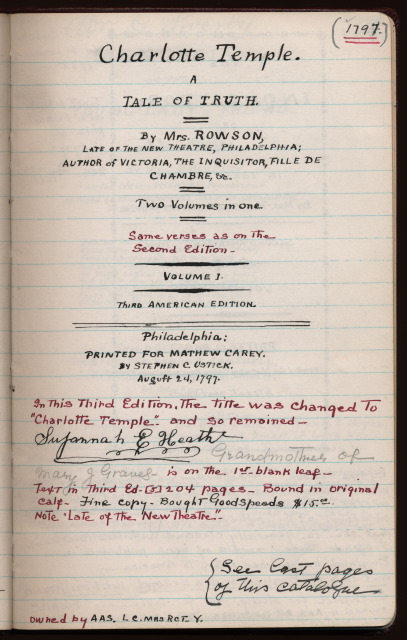 (1797.)
Charlotte Temple.
A
TALE OF TRUTH.
By Mrs. ROWSON,
LATE OF THE NEW THEATRE, PHILADELPHIA;
AUTHOR of VICTORIA, THE INQUISITOR, FILLE DE
CHAMBRE, &c.
Two Volumes in one.
Same verses as on the
Second Edition -
VOLUME I.
THIRD AMERICAN EDITION.
Philadelphia:
PRINTED FOR MATHEW CAREY.
BY STEPHEN C. USTICK.
Auguſt 24, 1797.
In this Third Edition, the title was changed To
"Charlotte Temple." and so remained -
Suſannah E Heath
Grandmother of
Mary J Graves is on the 1st blank leaf -
Text in Third Ed - [5] 204 pages - Bound in original
calf - Fine copy - Bought Goodspeeds $15.00
Note "Late of the New Theatre".
See last pages
of this catalogue
Owned by AAS. L.C. Mrs